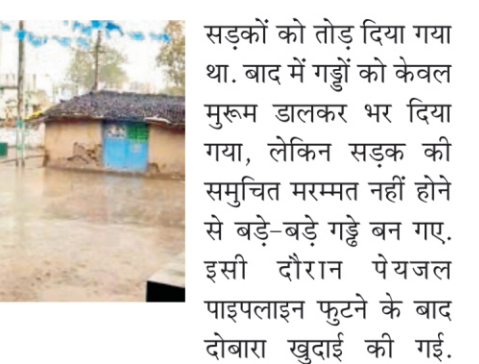 सड़कों को तोड़ दिया गया
था. बाद में गड्ढों को केवल
मुरूम डालकर भर दिया
गया, लेकिन सड़क की
समुचित मरम्मत नहीं होने
से बड़े-बड़े गड्ढे बन गए.
इसी दौरान पेयजल
पाइपलाइन फुटने के बाद
दोबारा खुदाई की गई.